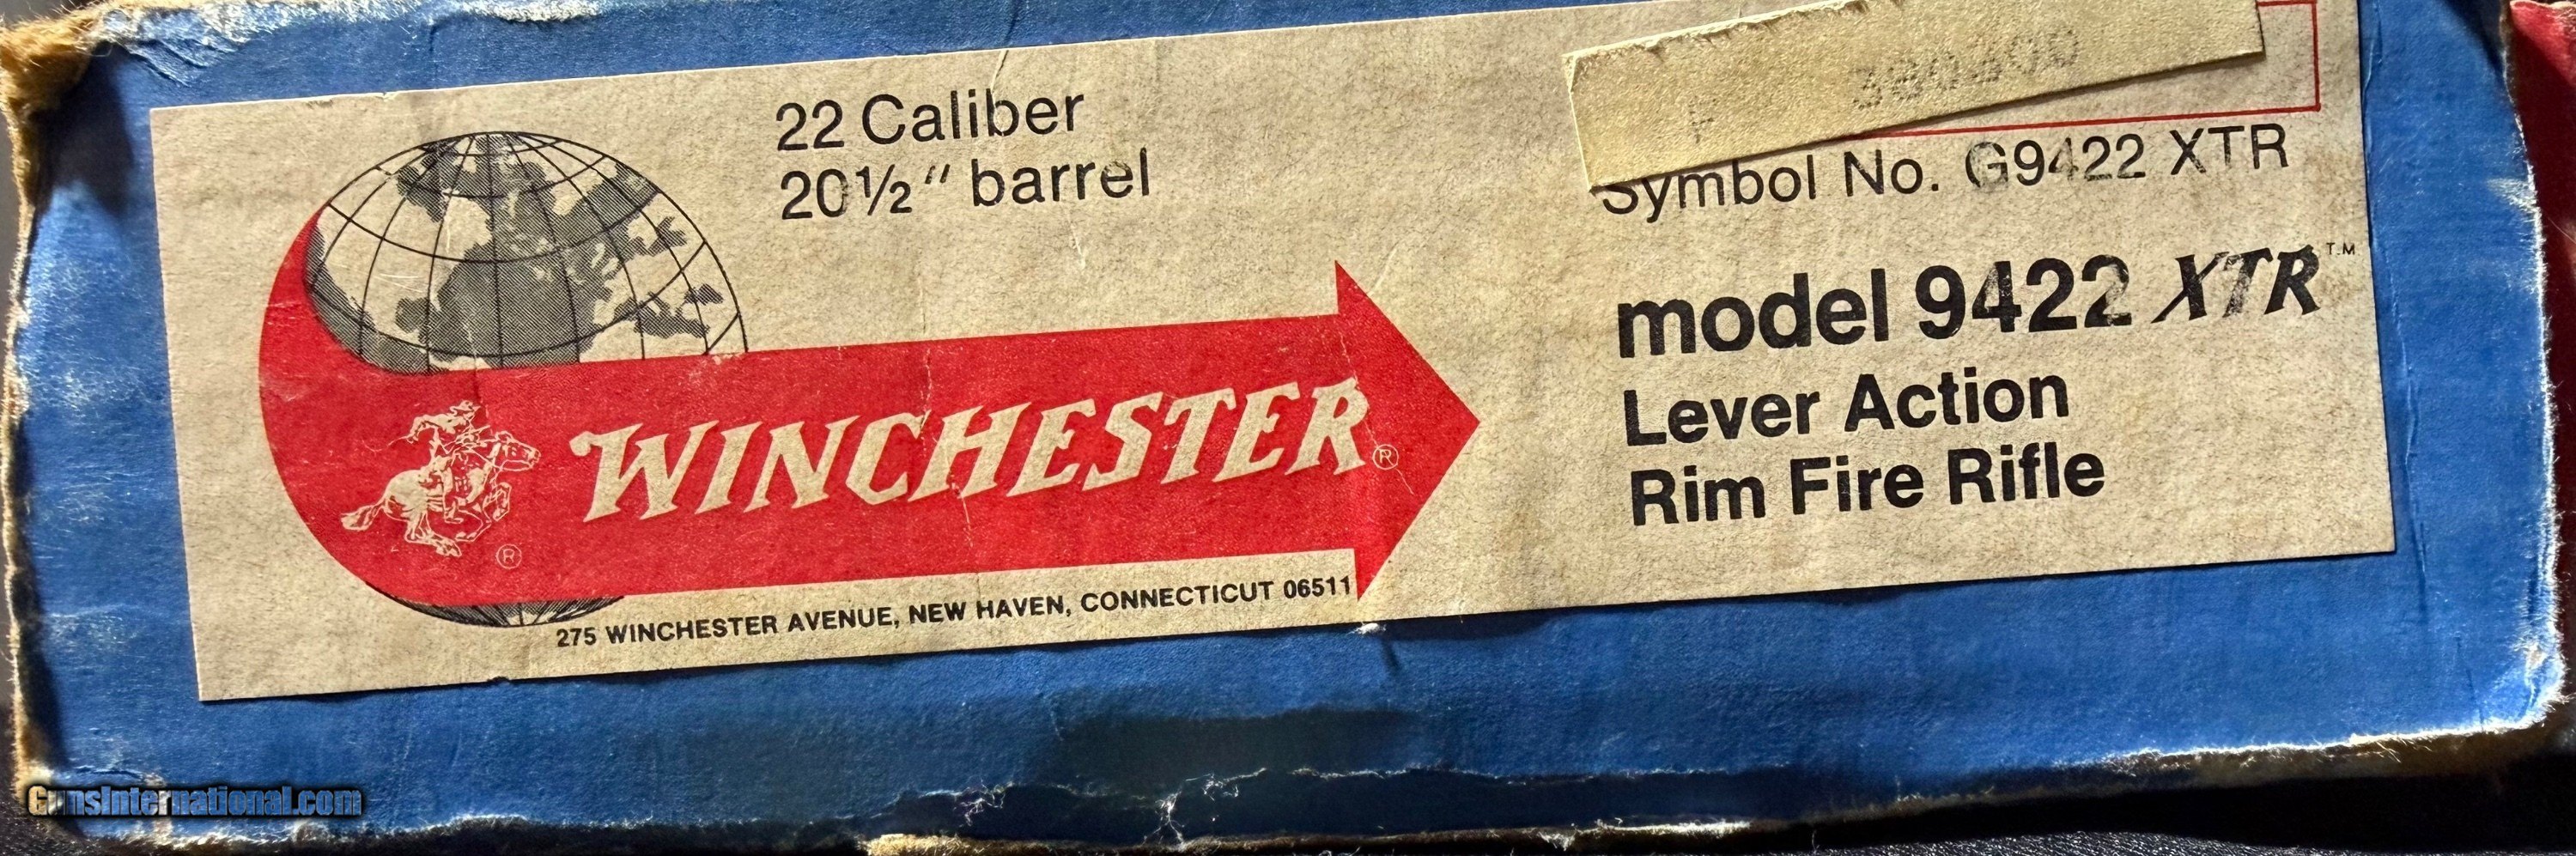 22 Caliber
20½" barrel
Symbol No. G9422 XTR
model 9422 XTR™
Lever Action
Rim Fire Rifle
WINCHESTER®
®
275 WINCHESTER AVENUE, NEW HAVEN, CONNECTICUT 06511
GunsInternational.com